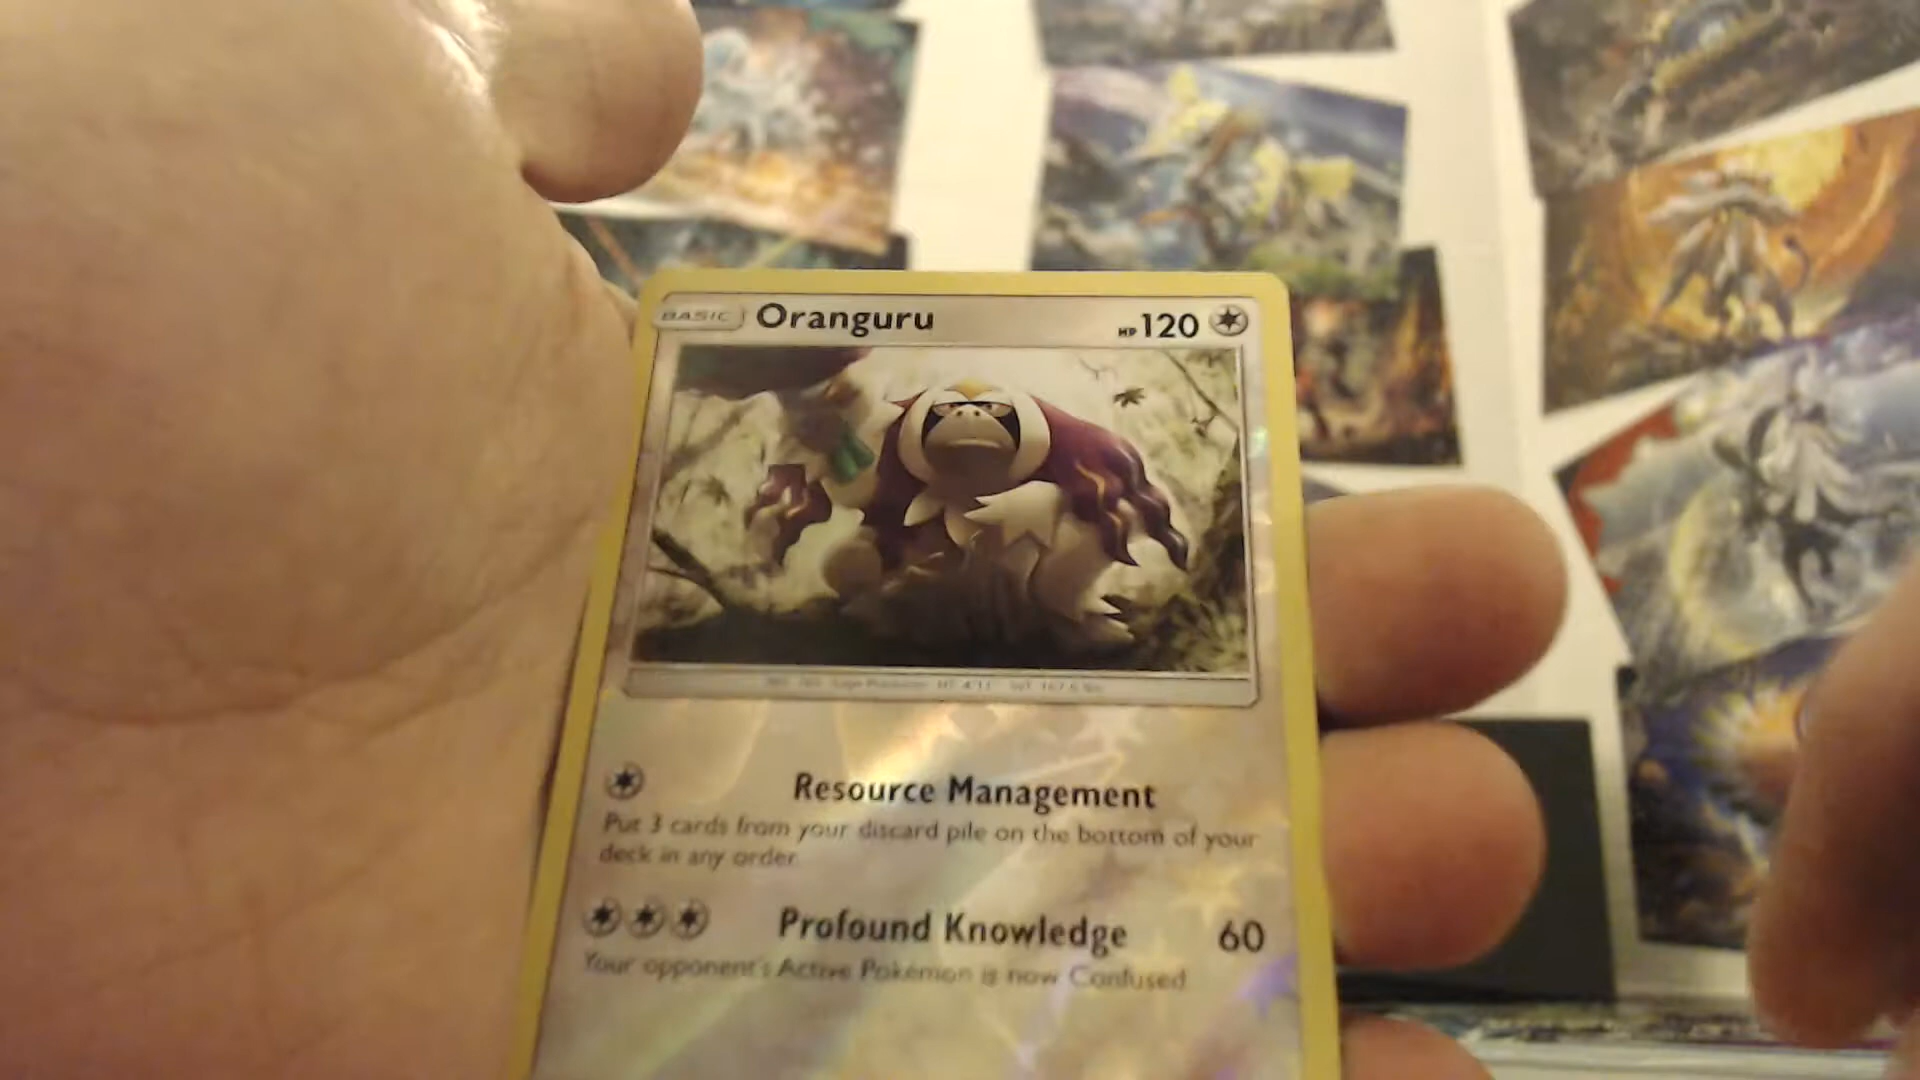 BASIC Oranguru HP 120
Resource Management
Put 3 cards from your discard pile on the bottom of your
deck in any order.
Profound Knowledge 60
Your opponent's Active Pokémon is now Confused.